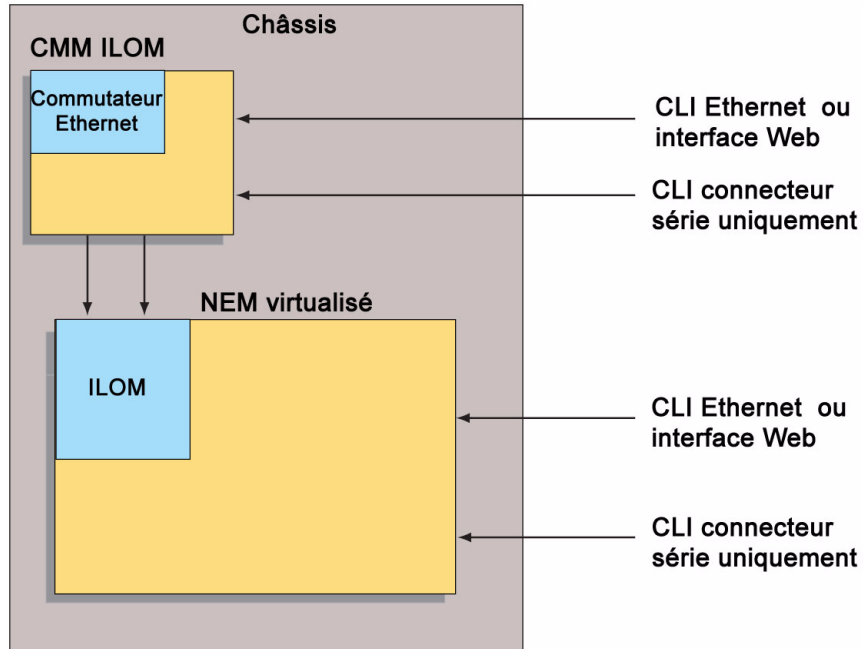 Châssis
CMM ILOM
Commutateur
Ethernet
CLI Ethernet ou
interface Web
CLI connecteur
série uniquement
NEM virtualisé
ILOM
CLI Ethernet ou
interface Web
CLI connecteur
série uniquement